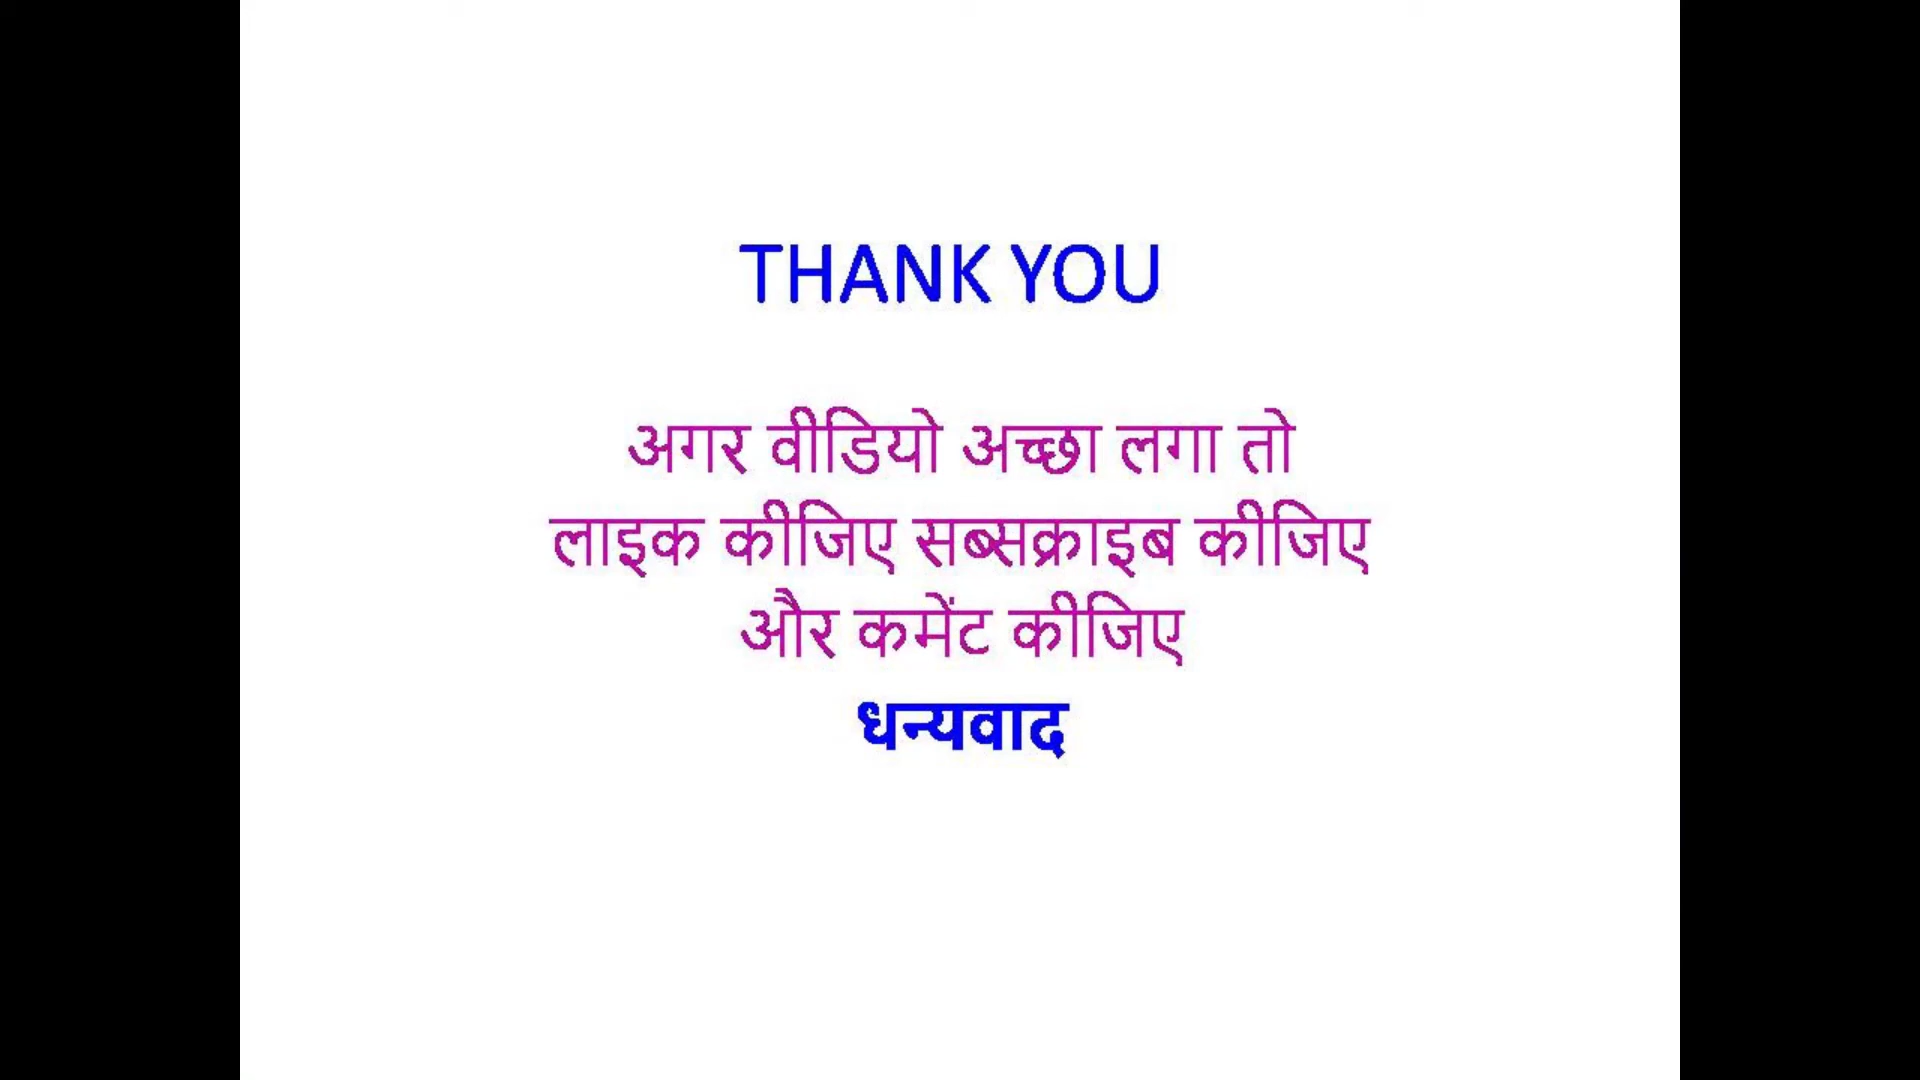 THANK YOU
अगर वीडियो अच्छा लगा तो
लाइक कीजिए सब्सक्राइब कीजिए
और कमेंट कीजिए
धन्यवाद